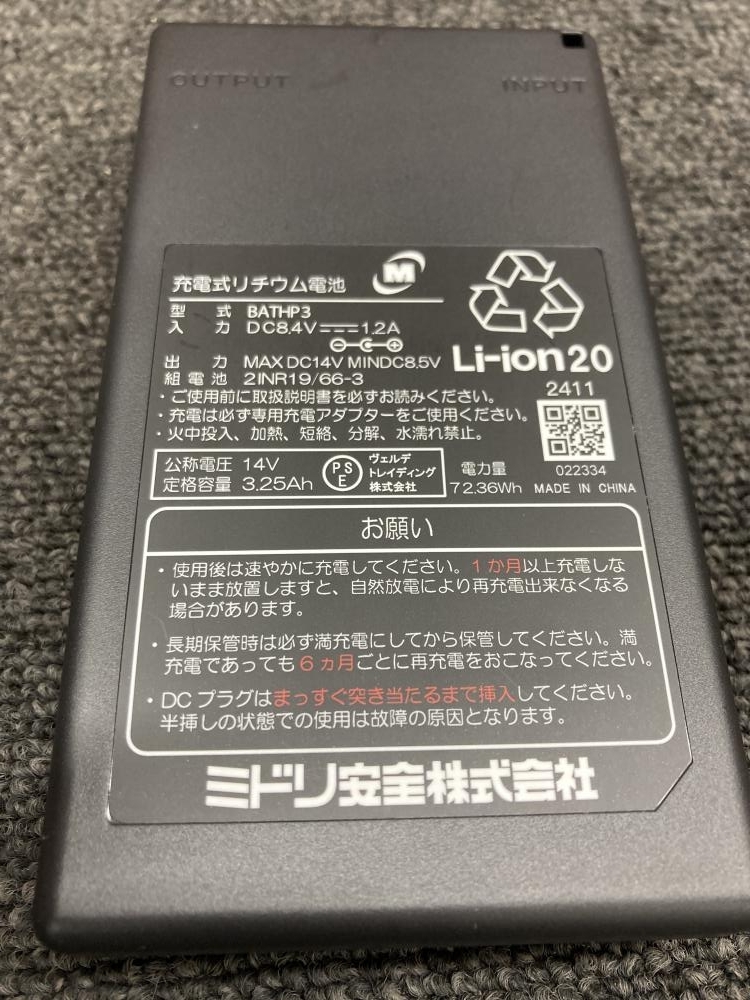 OUTPUT
INPUT
充電式リチウム電池
M
型 式 BATHP3
入 力 DC8.4V 1.2A
出 力 MAX DC14V MINDC8.5V
組 電 池 2INR19/66-3
Li-ion20
・ご使用前に取扱説明書を必ずお読みください。
・充電は必ず専用充電アダプターをご使用ください。
・火中投入、加熱、短絡、分解、水濡れ禁止。
2411
022334
公称電圧 14V
定格容量 3.25Ah
PSE
ヴェルデ
トレイディング
株式会社
電力量
72.36Wh
MADE IN CHINA
お願い
・使用後は速やかに充電してください。1か月以上充電しな
いまま放置しますと、自然放電により再充電出来なくなる
場合があります。
・長期保管時は必ず満充電にしてから保管してください。満
充電であっても6ヵ月ごとに再充電をおこなってください。
・DCプラグはまっすぐ突き当たるまで挿入してください。
半挿しの状態での使用は故障の原因となります。
ミドリ安全株式会社